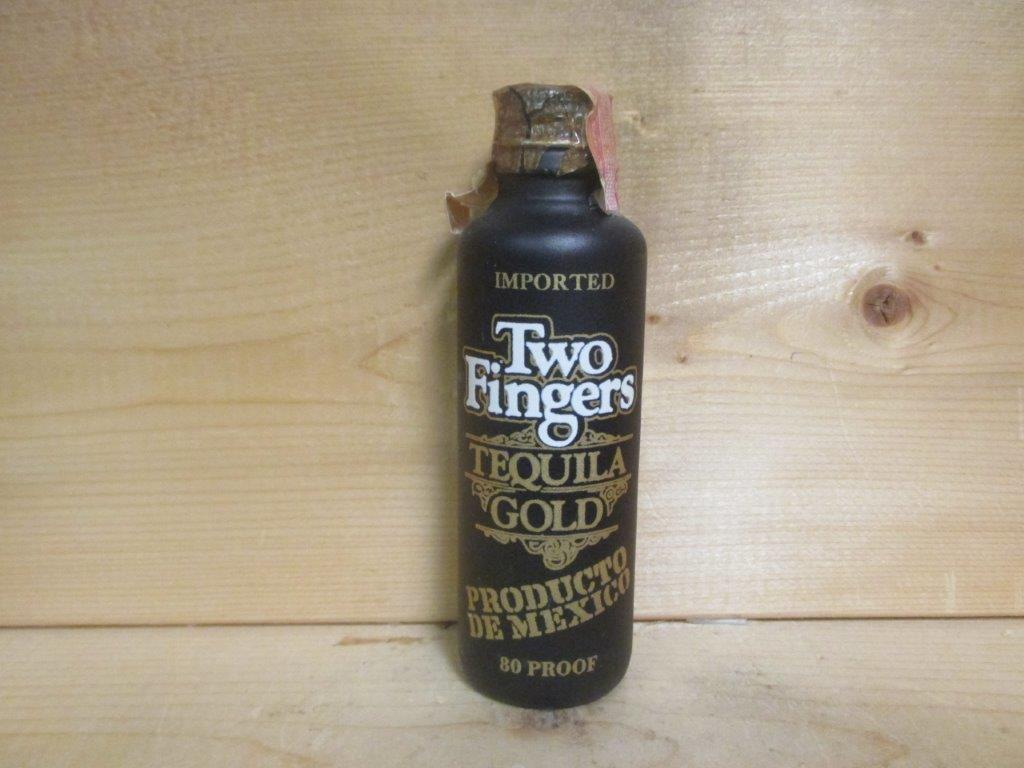 IMPORTED
Two
Fingers
TEQUILA
GOLD
PRODUCTO
DE MEXICO
80 PROOF